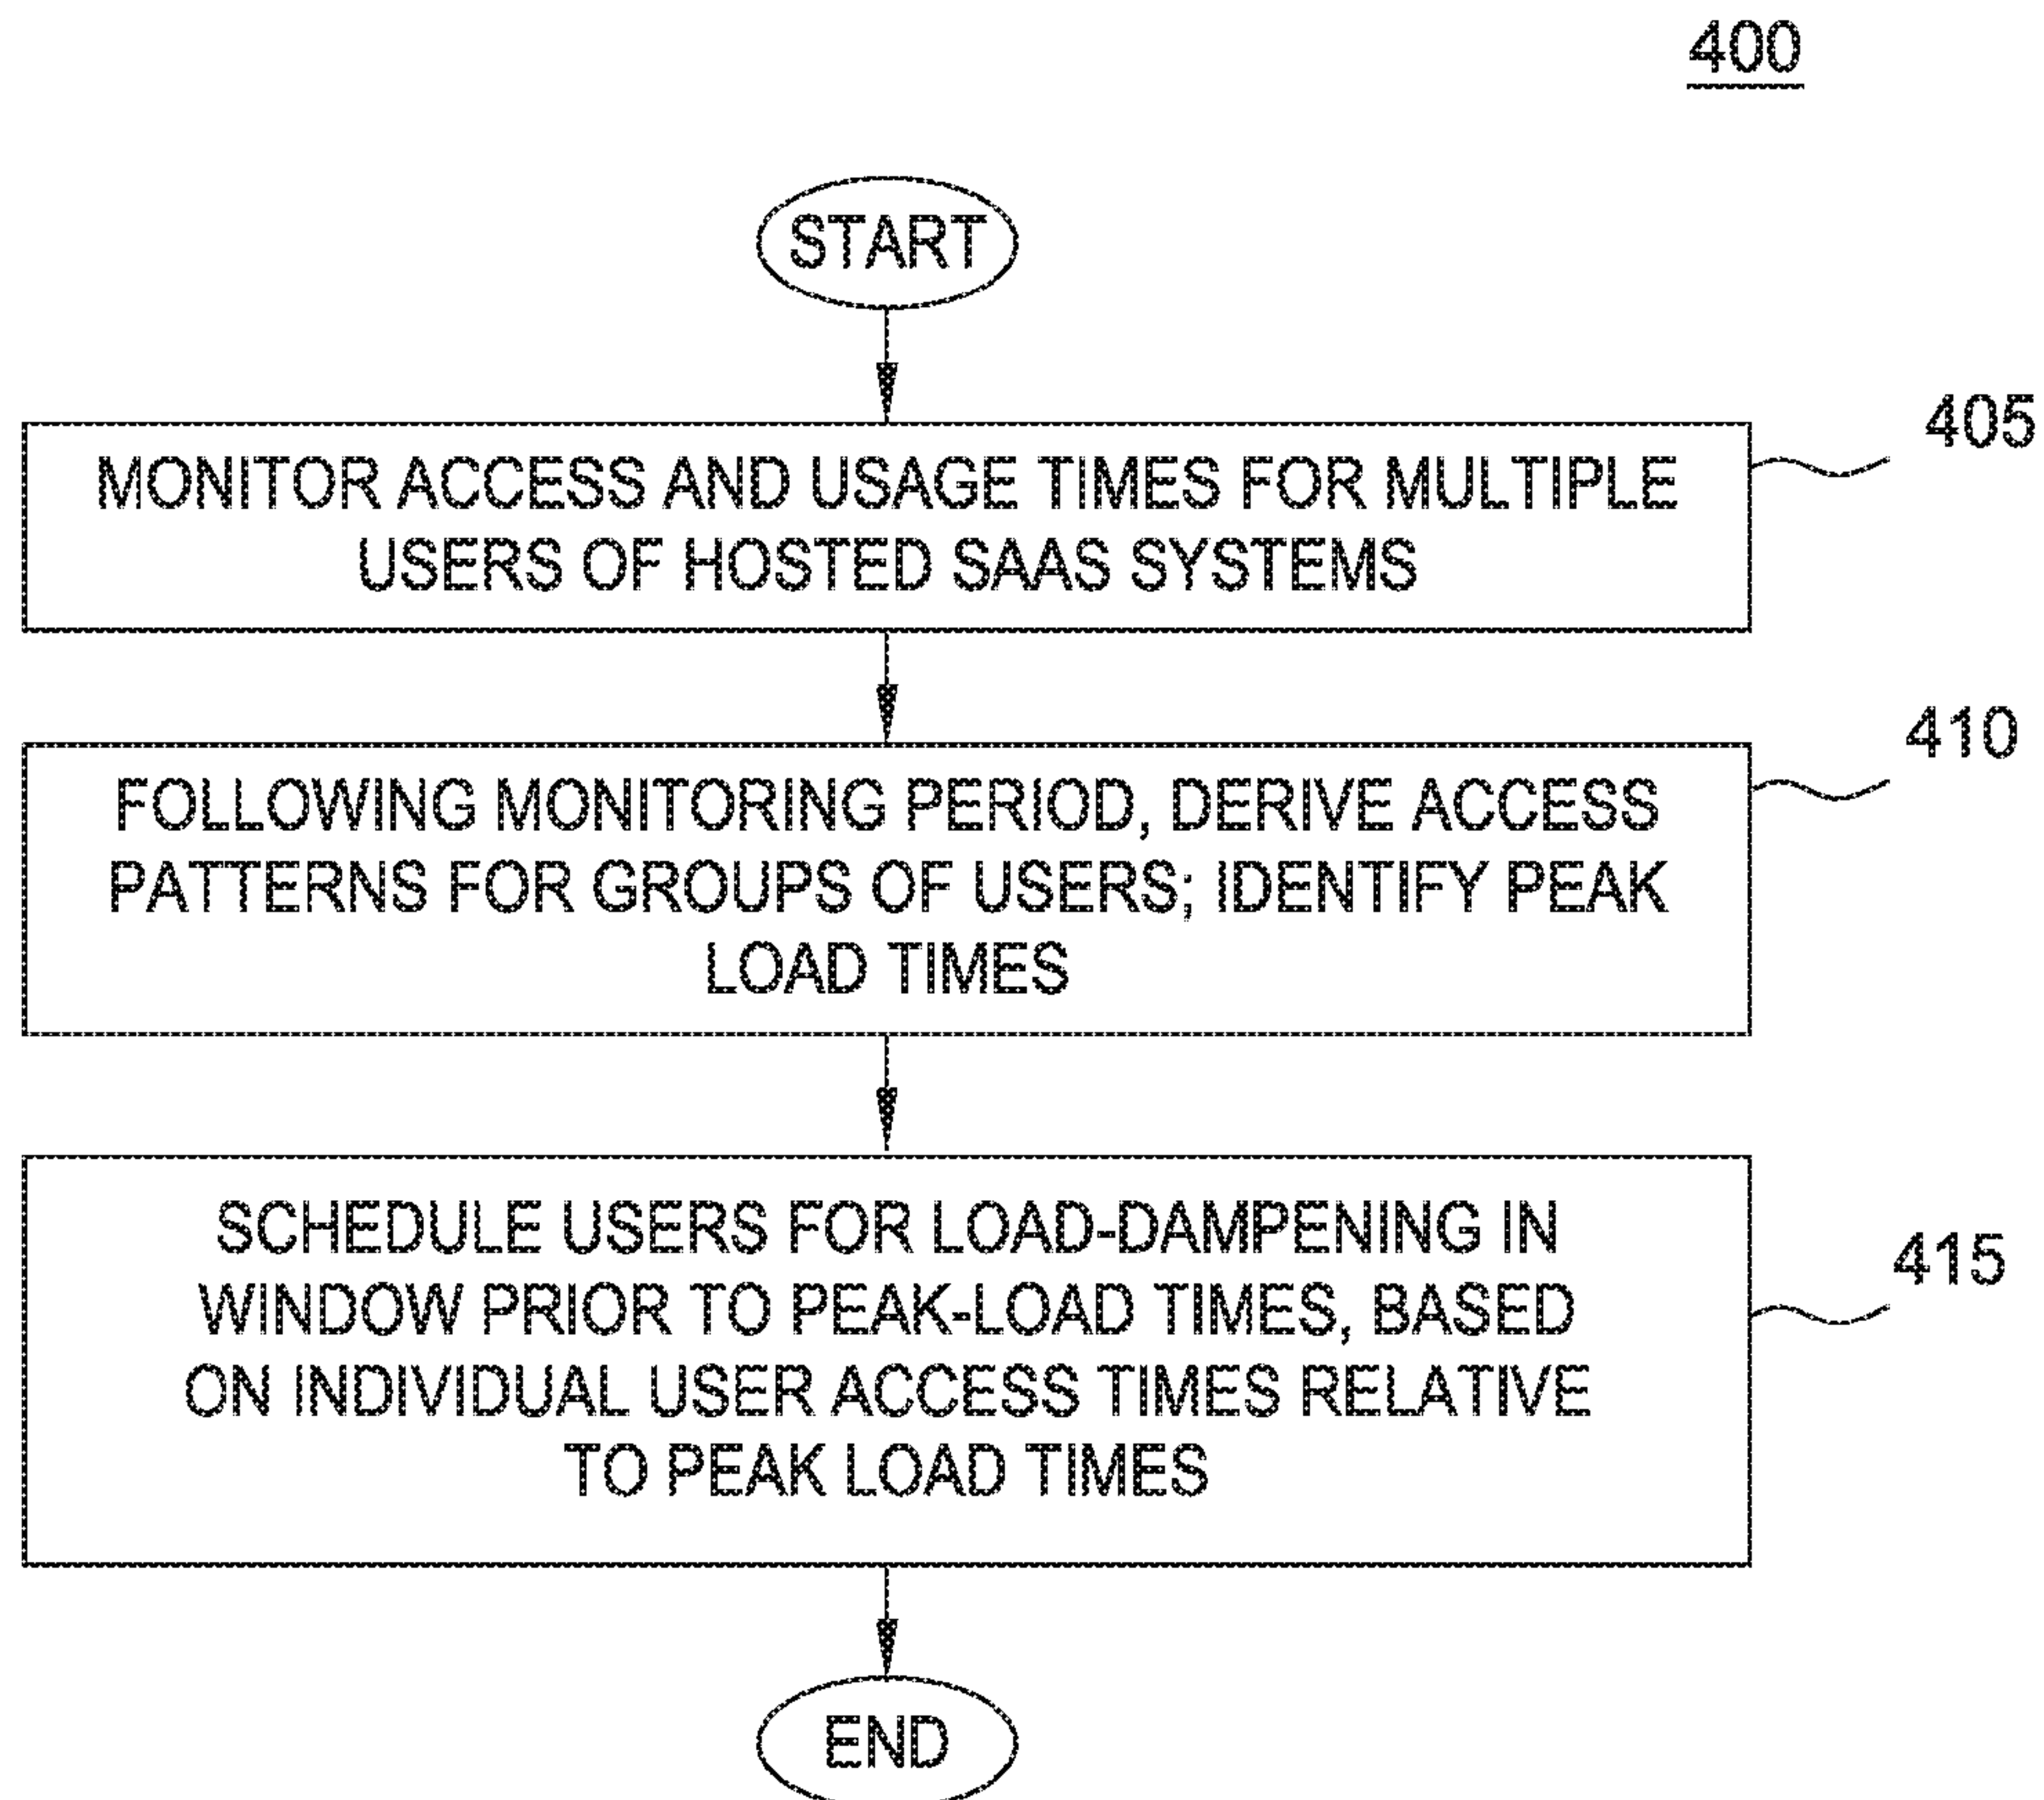 400
START
405
MONITOR ACCESS AND USAGE TIMES FOR MULTIPLE
USERS OF HOSTED SAAS SYSTEMS
410
FOLLOWING MONITORING PERIOD, DERIVE ACCESS
PATTERNS FOR GROUPS OF USERS; IDENTIFY PEAK
LOAD TIMES
415
SCHEDULE USERS FOR LOAD-DAMPENING IN
WINDOW PRIOR TO PEAK-LOAD TIMES, BASED
ON INDIVIDUAL USER ACCESS TIMES RELATIVE
TO PEAK LOAD TIMES
END